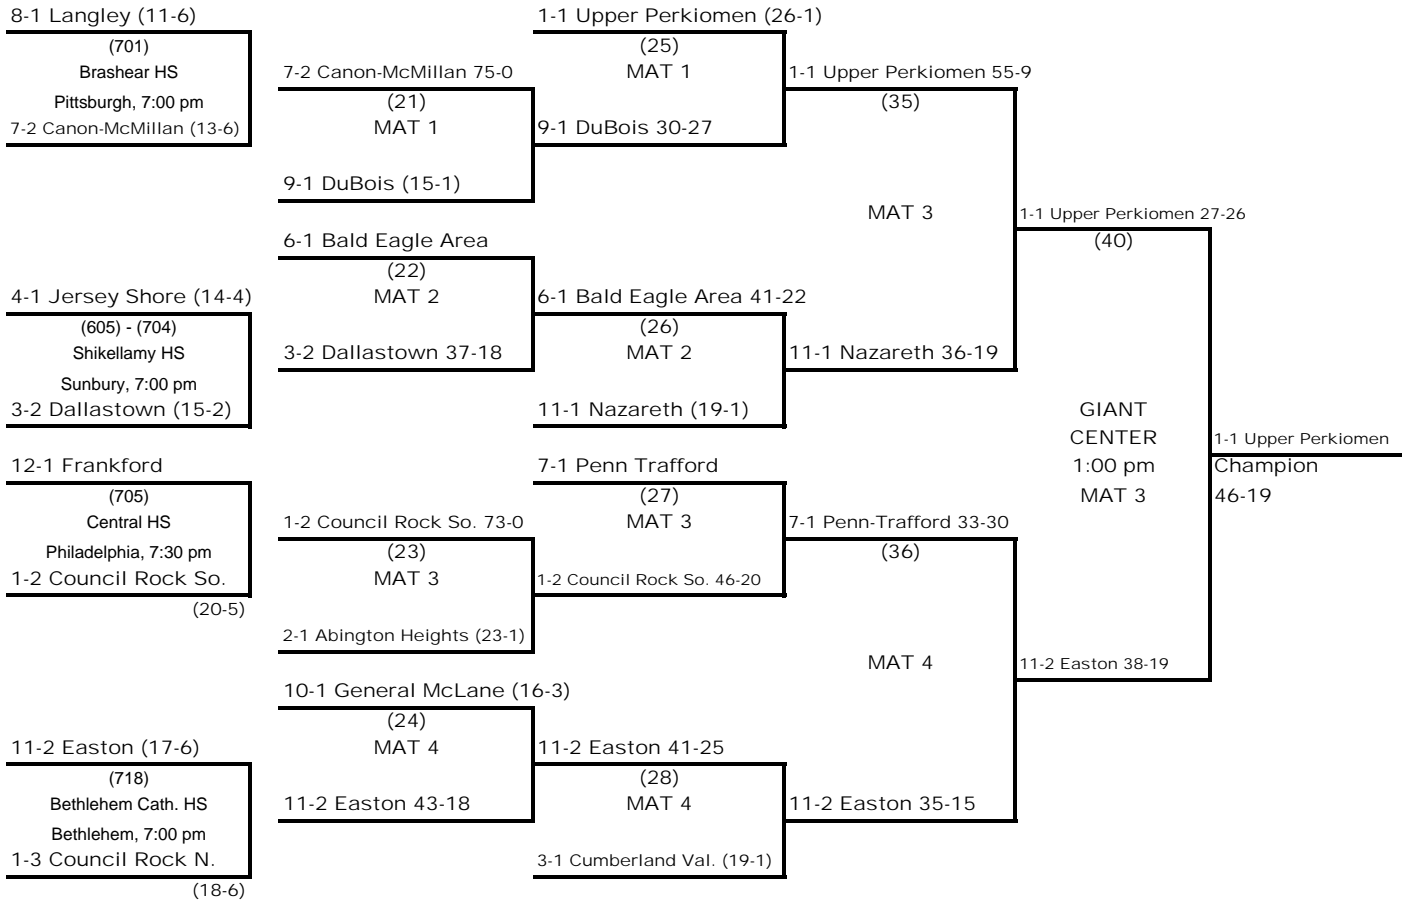 8-1 Langley (11-6)
(701)
Brashear HS
Pittsburgh, 7:00 pm
7-2 Canon-McMillan (13-6)
4-1 Jersey Shore (14-4)
(605) - (704)
Shikellamy HS
Sunbury, 7:00 pm
3-2 Dallastown (15-2)
12-1 Frankford
(705)
Central HS
Philadelphia, 7:30 pm
1-2 Council Rock So.
(20-5)
11-2 Easton (17-6)
(718)
Bethlehem Cath. HS
Bethlehem, 7:00 pm
1-3 Council Rock N.
(18-6)
7-2 Canon-McMillan 75-0
(21)
MAT 1
9-1 DuBois (15-1)
6-1 Bald Eagle Area
(22)
MAT 2
3-2 Dallastown 37-18
1-2 Council Rock So. 73-0
(23)
MAT 3
2-1 Abington Heights (23-1)
10-1 General McLane (16-3)
(24)
MAT 4
11-2 Easton 43-18
1-1 Upper Perkiomen (26-1)
(25)
MAT 1
9-1 DuBois 30-27
6-1 Bald Eagle Area 41-22
(26)
MAT 2
11-1 Nazareth (19-1)
7-1 Penn Trafford
(27)
MAT 3
1-2 Council Rock So. 46-20
11-2 Easton 41-25
(28)
MAT 4
3-1 Cumberland Val. (19-1)
1-1 Upper Perkiomen 55-9
(35)
MAT 3
11-1 Nazareth 36-19
7-1 Penn-Trafford 33-30
(36)
MAT 4
11-2 Easton 35-15
1-1 Upper Perkiomen 27-26
(40)
GIANT
CENTER
1:00 pm
MAT 3
11-2 Easton 38-19
1-1 Upper Perkiomen
Champion
46-19